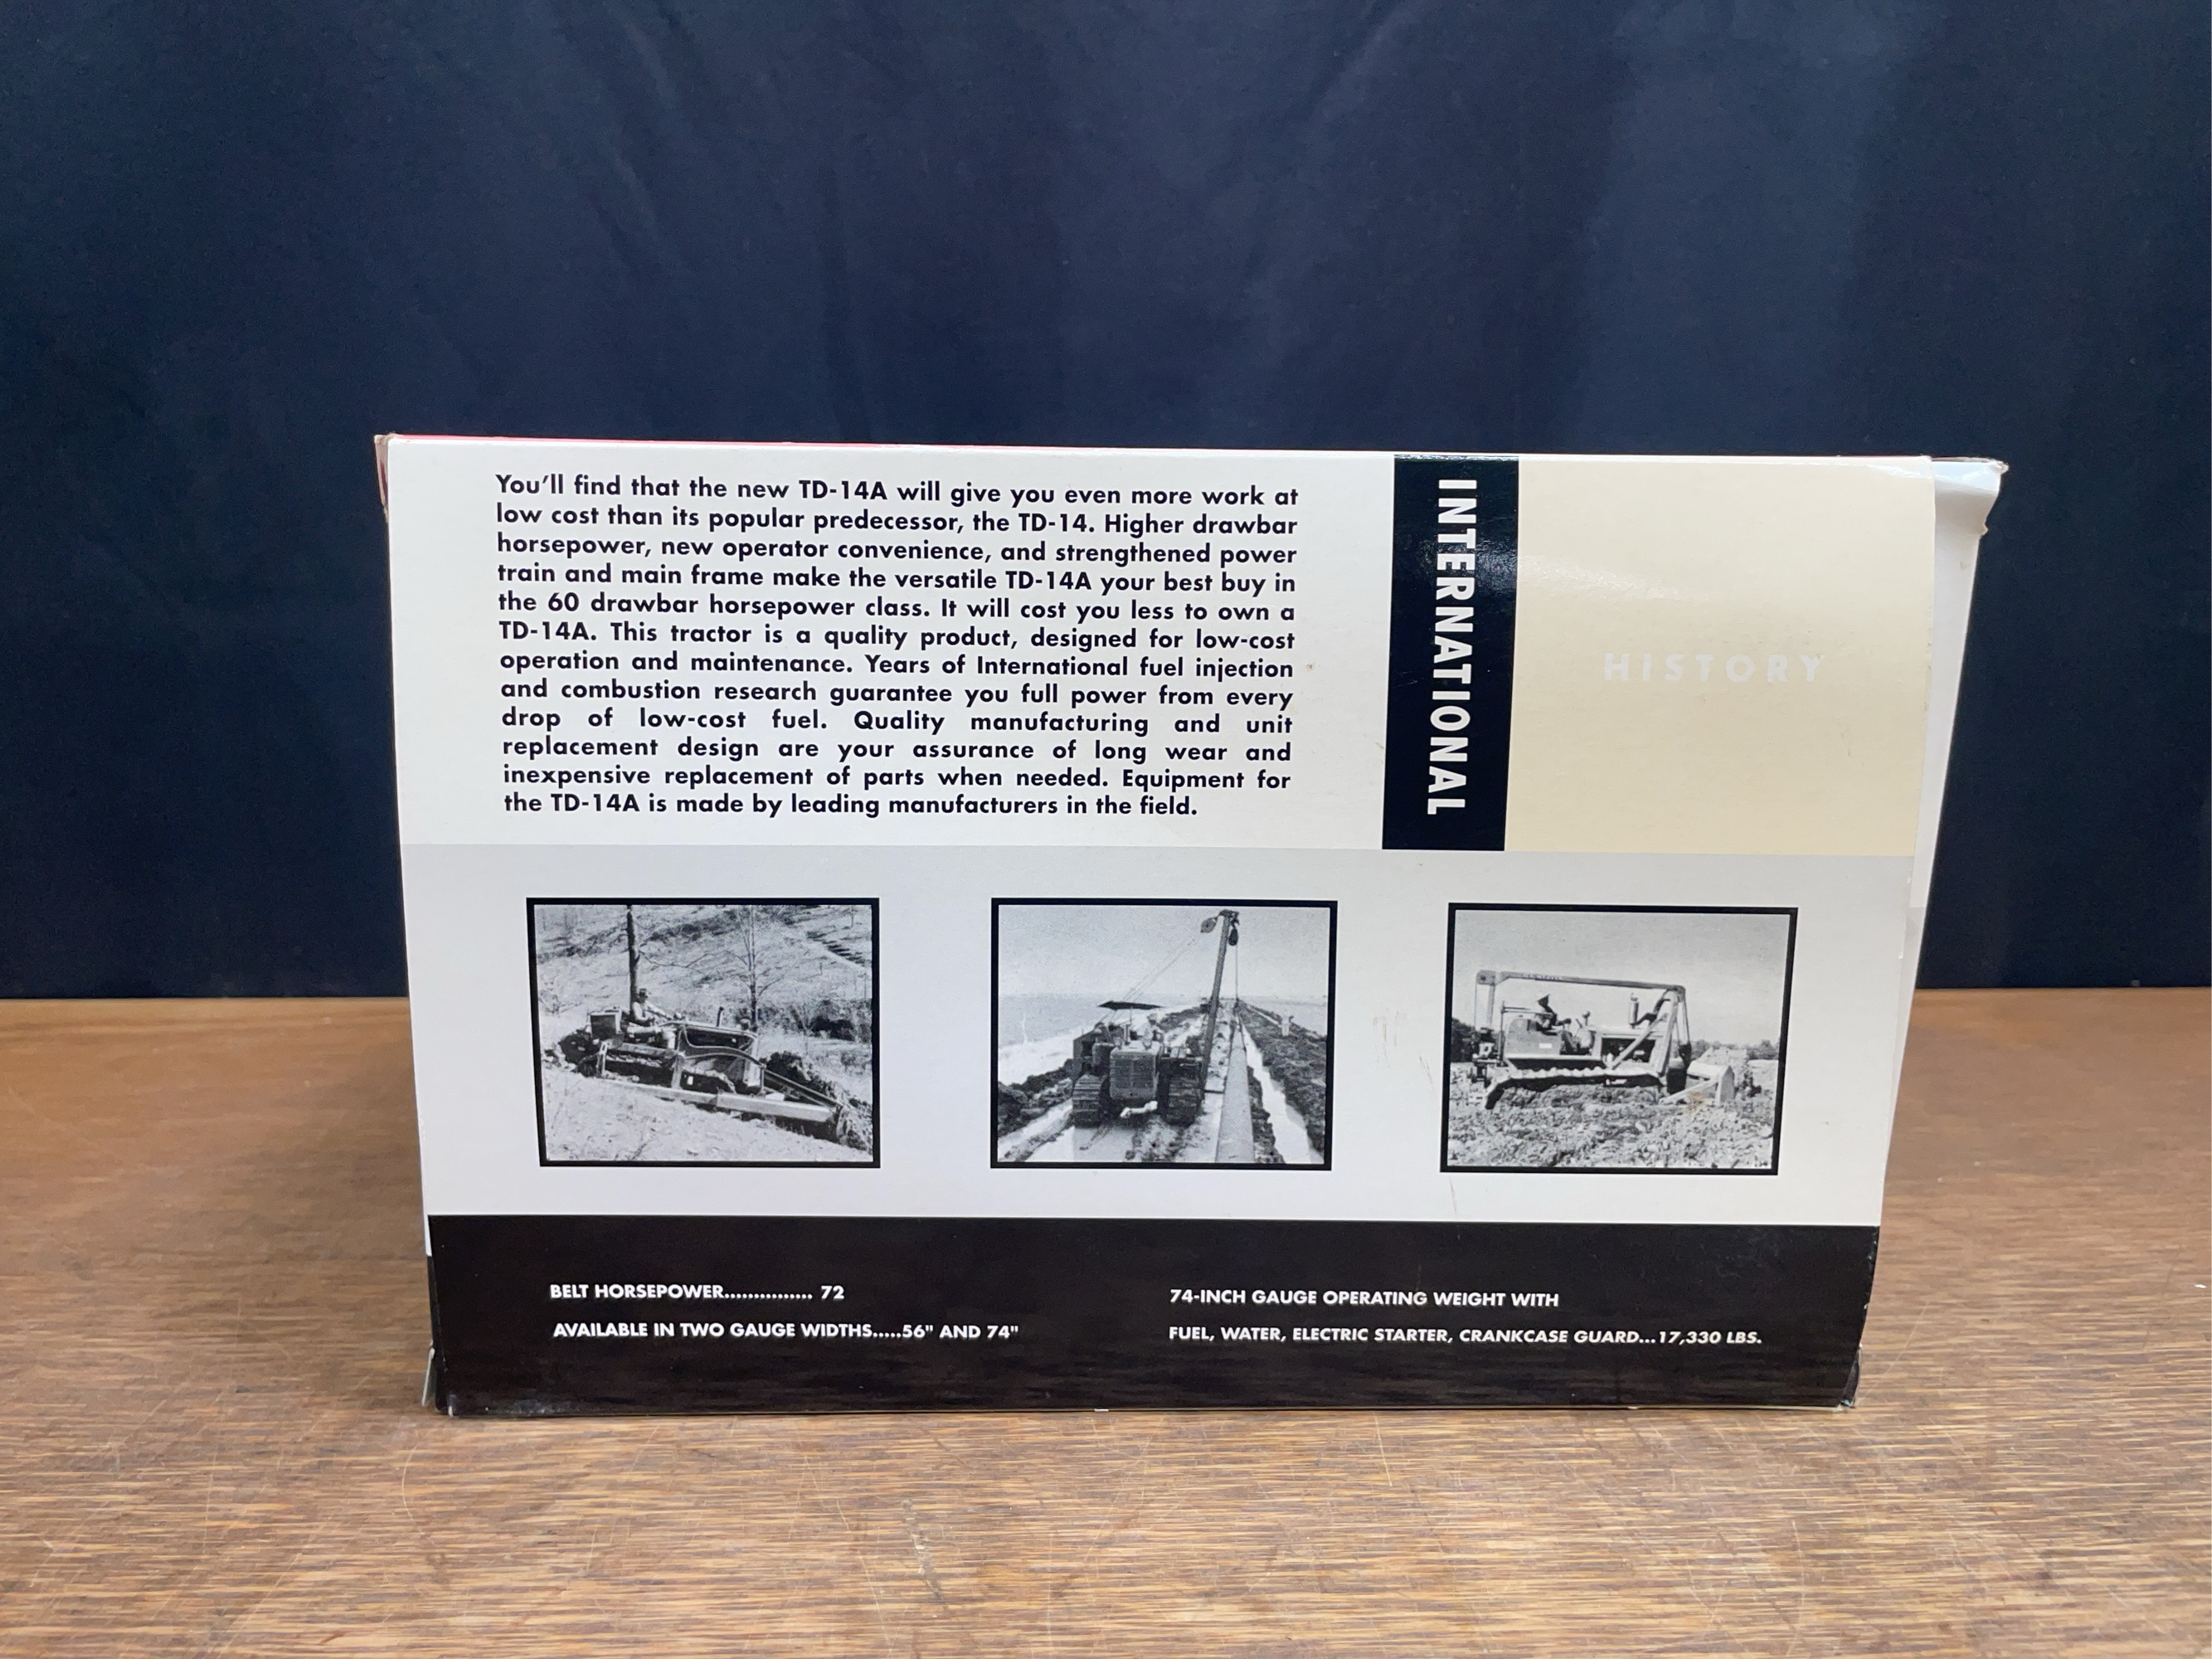 You'll find that the new TD-14A will give you even more work at
low cost than its popular predecessor, the TD-14. Higher drawbar
horsepower, new operator convenience, and strengthened power
train and main frame make the versatile TD-14A your best buy in
the 60 drawbar horsepower class. It will cost you less to own a
TD-14A. This tractor is a quality product, designed for low-cost
operation and maintenance. Years of International fuel injection
and combustion research guarantee you full power from every
drop of low-cost fuel. Quality manufacturing and unit
replacement design are your assurance of long wear and
inexpensive replacement of parts when needed. Equipment for
the TD-14A is made by leading manufacturers in the field.
INTERNATIONAL
HISTORY
BELT HORSEPOWER............... 72
AVAILABLE IN TWO GAUGE WIDTHS.....56" AND 74"
74-INCH GAUGE OPERATING WEIGHT WITH
FUEL, WATER, ELECTRIC STARTER, CRANKCASE GUARD...17,330 LBS.